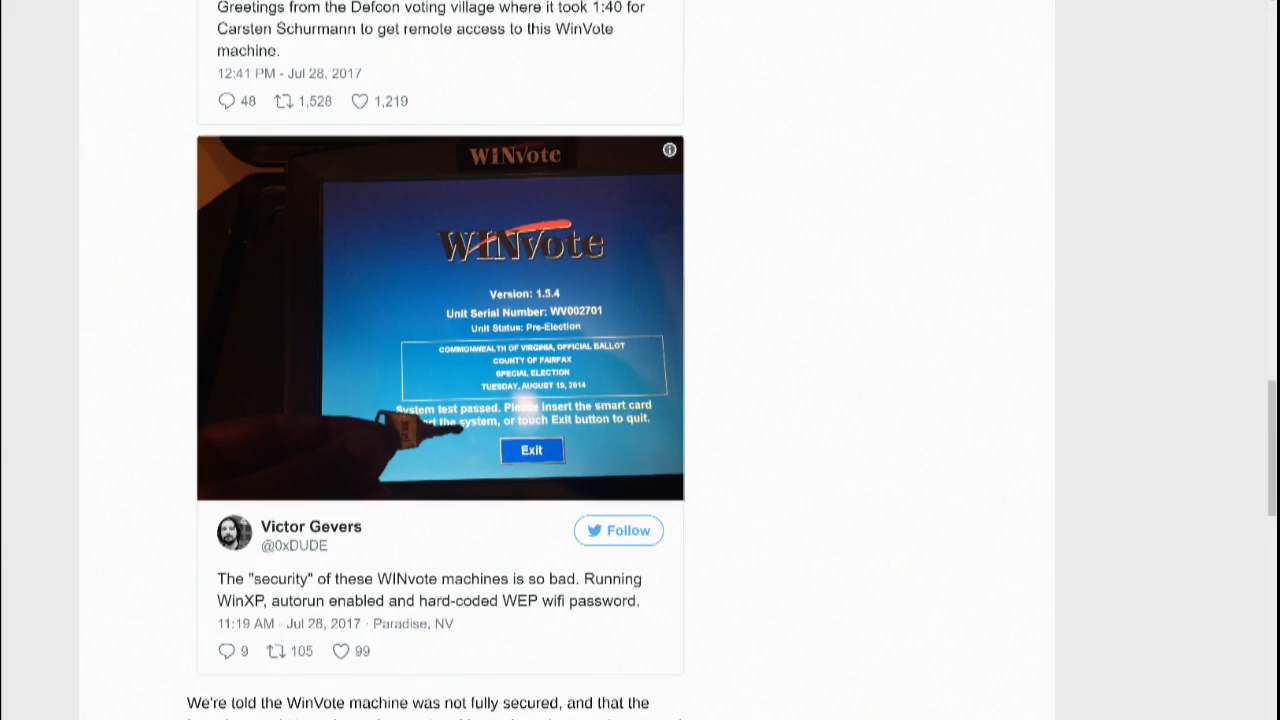 Greetings from the Defcon voting village where it took 1:40 for
Carsten Schurmann to get remote access to this WinVote
machine.
12:41 PM - Jul 28, 2017
48 1,528 1,219
WINvote
WINvote
Version: 1.5.4
Unit Serial Number: WV002701
Unit Status: Pre-Election
COMMONWEALTH OF VIRGINIA, OFFICIAL BALLOT
COUNTY OF FAIRFAX
SPECIAL ELECTION
TUESDAY, AUGUST 19, 2014
System test passed. Please insert the smart card
the system, or touch Exit button to quit.
Exit
Victor Gevers
@0xDUDE
Follow
The "security" of these WINvote machines is so bad. Running
WinXP, autorun enabled and hard-coded WEP wifi password.
11:19 AM - Jul 28, 2017 · Paradise, NV
9 105 99
We're told the WinVote machine was not fully secured, and that the